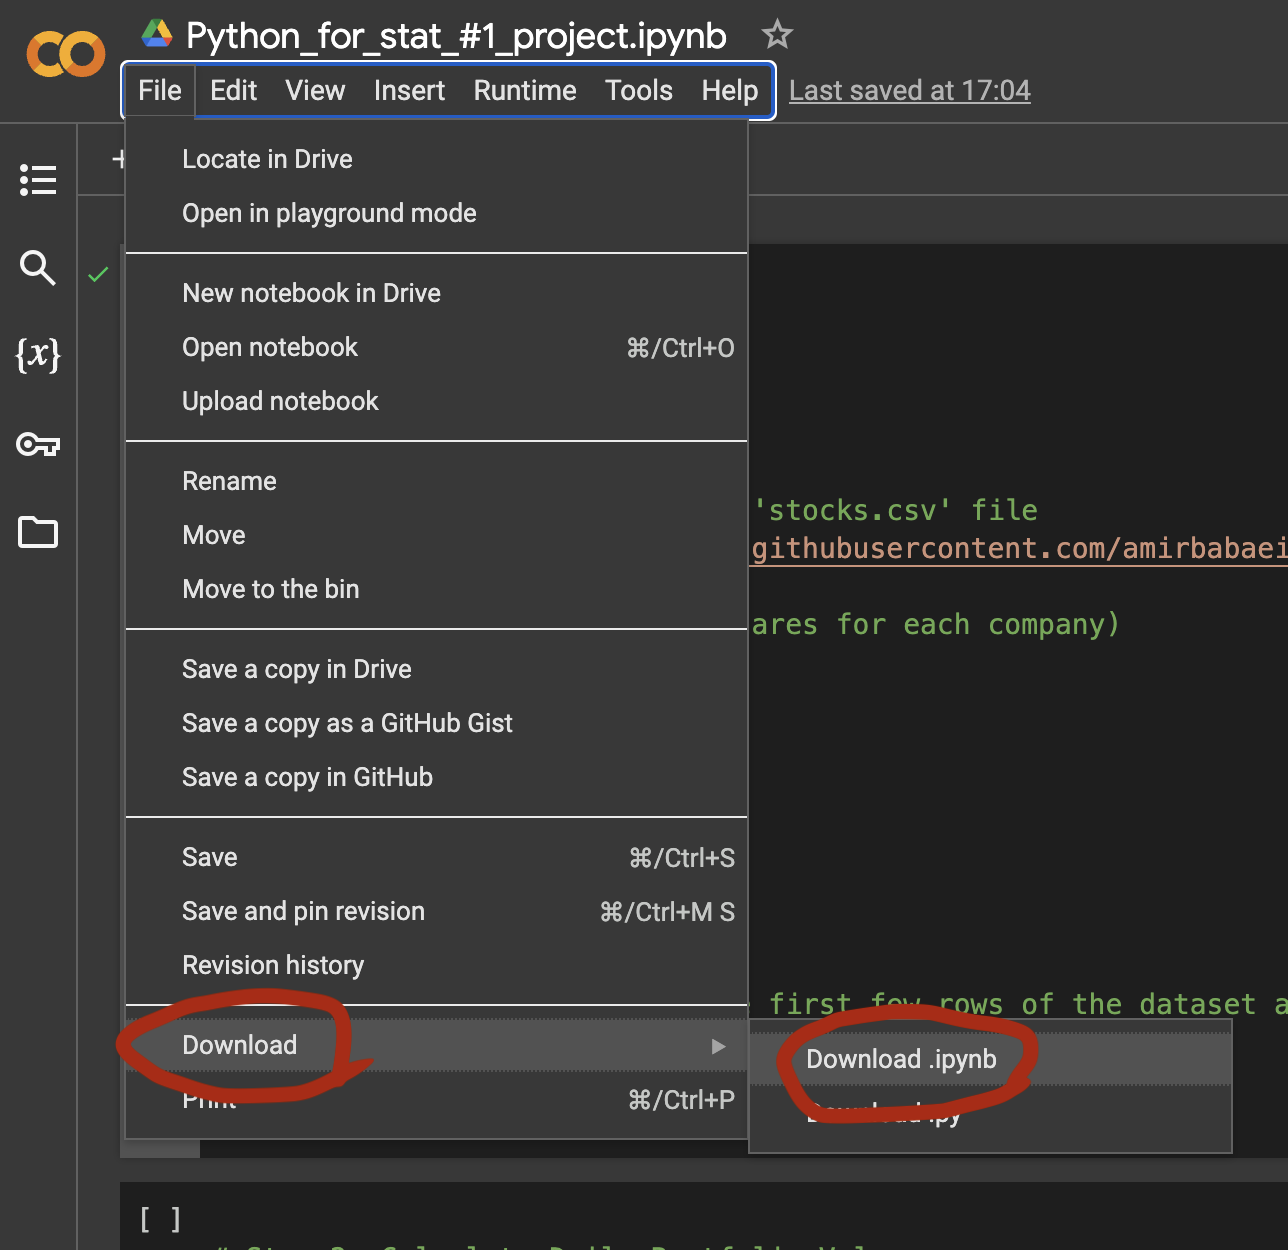 Python_for_stat_#1_project.ipynb
File Edit View Insert Runtime Tools Help Last saved at 17:04
Locate in Drive
Open in playground mode
New notebook in Drive
Open notebook ⌘/Ctrl+O
Upload notebook
Rename
Move
Move to the bin
Save a copy in Drive
Save a copy as a GitHub Gist
Save a copy in GitHub
Save ⌘/Ctrl+S
Save and pin revision ⌘/Ctrl+M S
Revision history
Download
Print ⌘/Ctrl+P
Download .ipynb
Download .py
{x}
'stocks.csv' file
githubusercontent.com/amirbabaei
ares for each company)
first few rows of the dataset a
[ ]